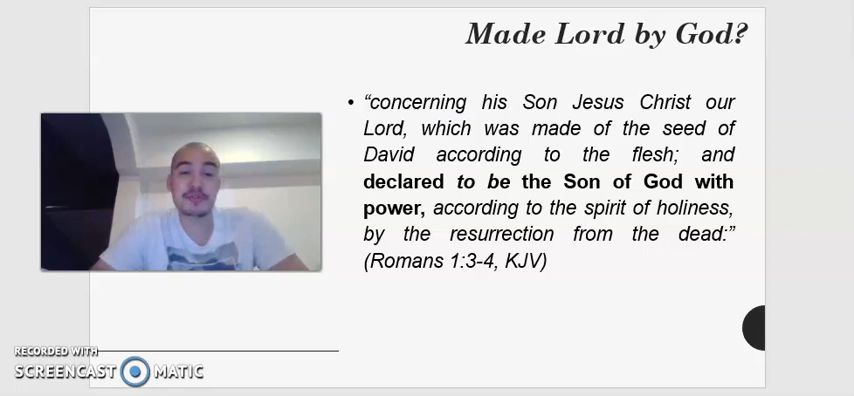 Made Lord by God?
• “concerning his Son Jesus Christ our
Lord, which was made of the seed of
David according to the flesh; and
declared to be the Son of God with
power, according to the spirit of holiness,
by the resurrection from the dead:”
(Romans 1:3-4, KJV)
RECORDED WITH
SCREENCAST MATIC